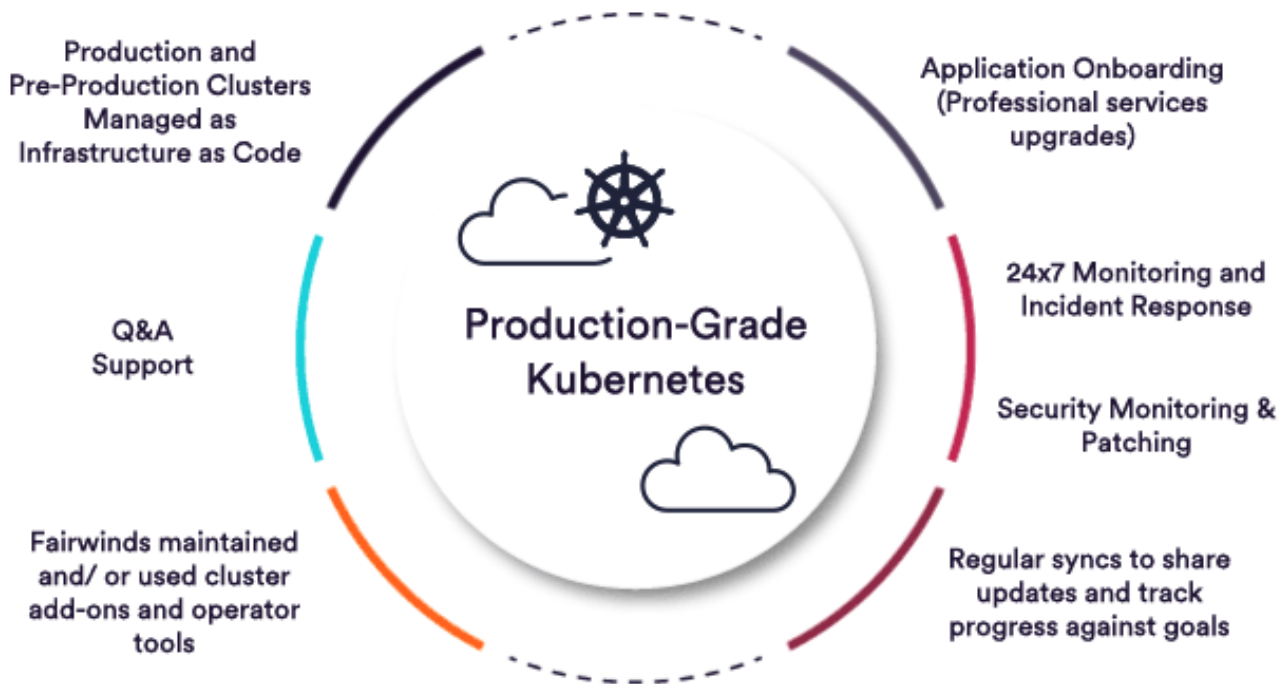 Production and
Pre-Production Clusters
Managed as
Infrastructure as Code
Q&A
Support
Fairwinds maintained
and/ or used cluster
add-ons and operator
tools
Production-Grade
Kubernetes
Application Onboarding
(Professional services
upgrades)
24x7 Monitoring and
Incident Response
Security Monitoring &
Patching
Regular syncs to share
updates and track
progress against goals